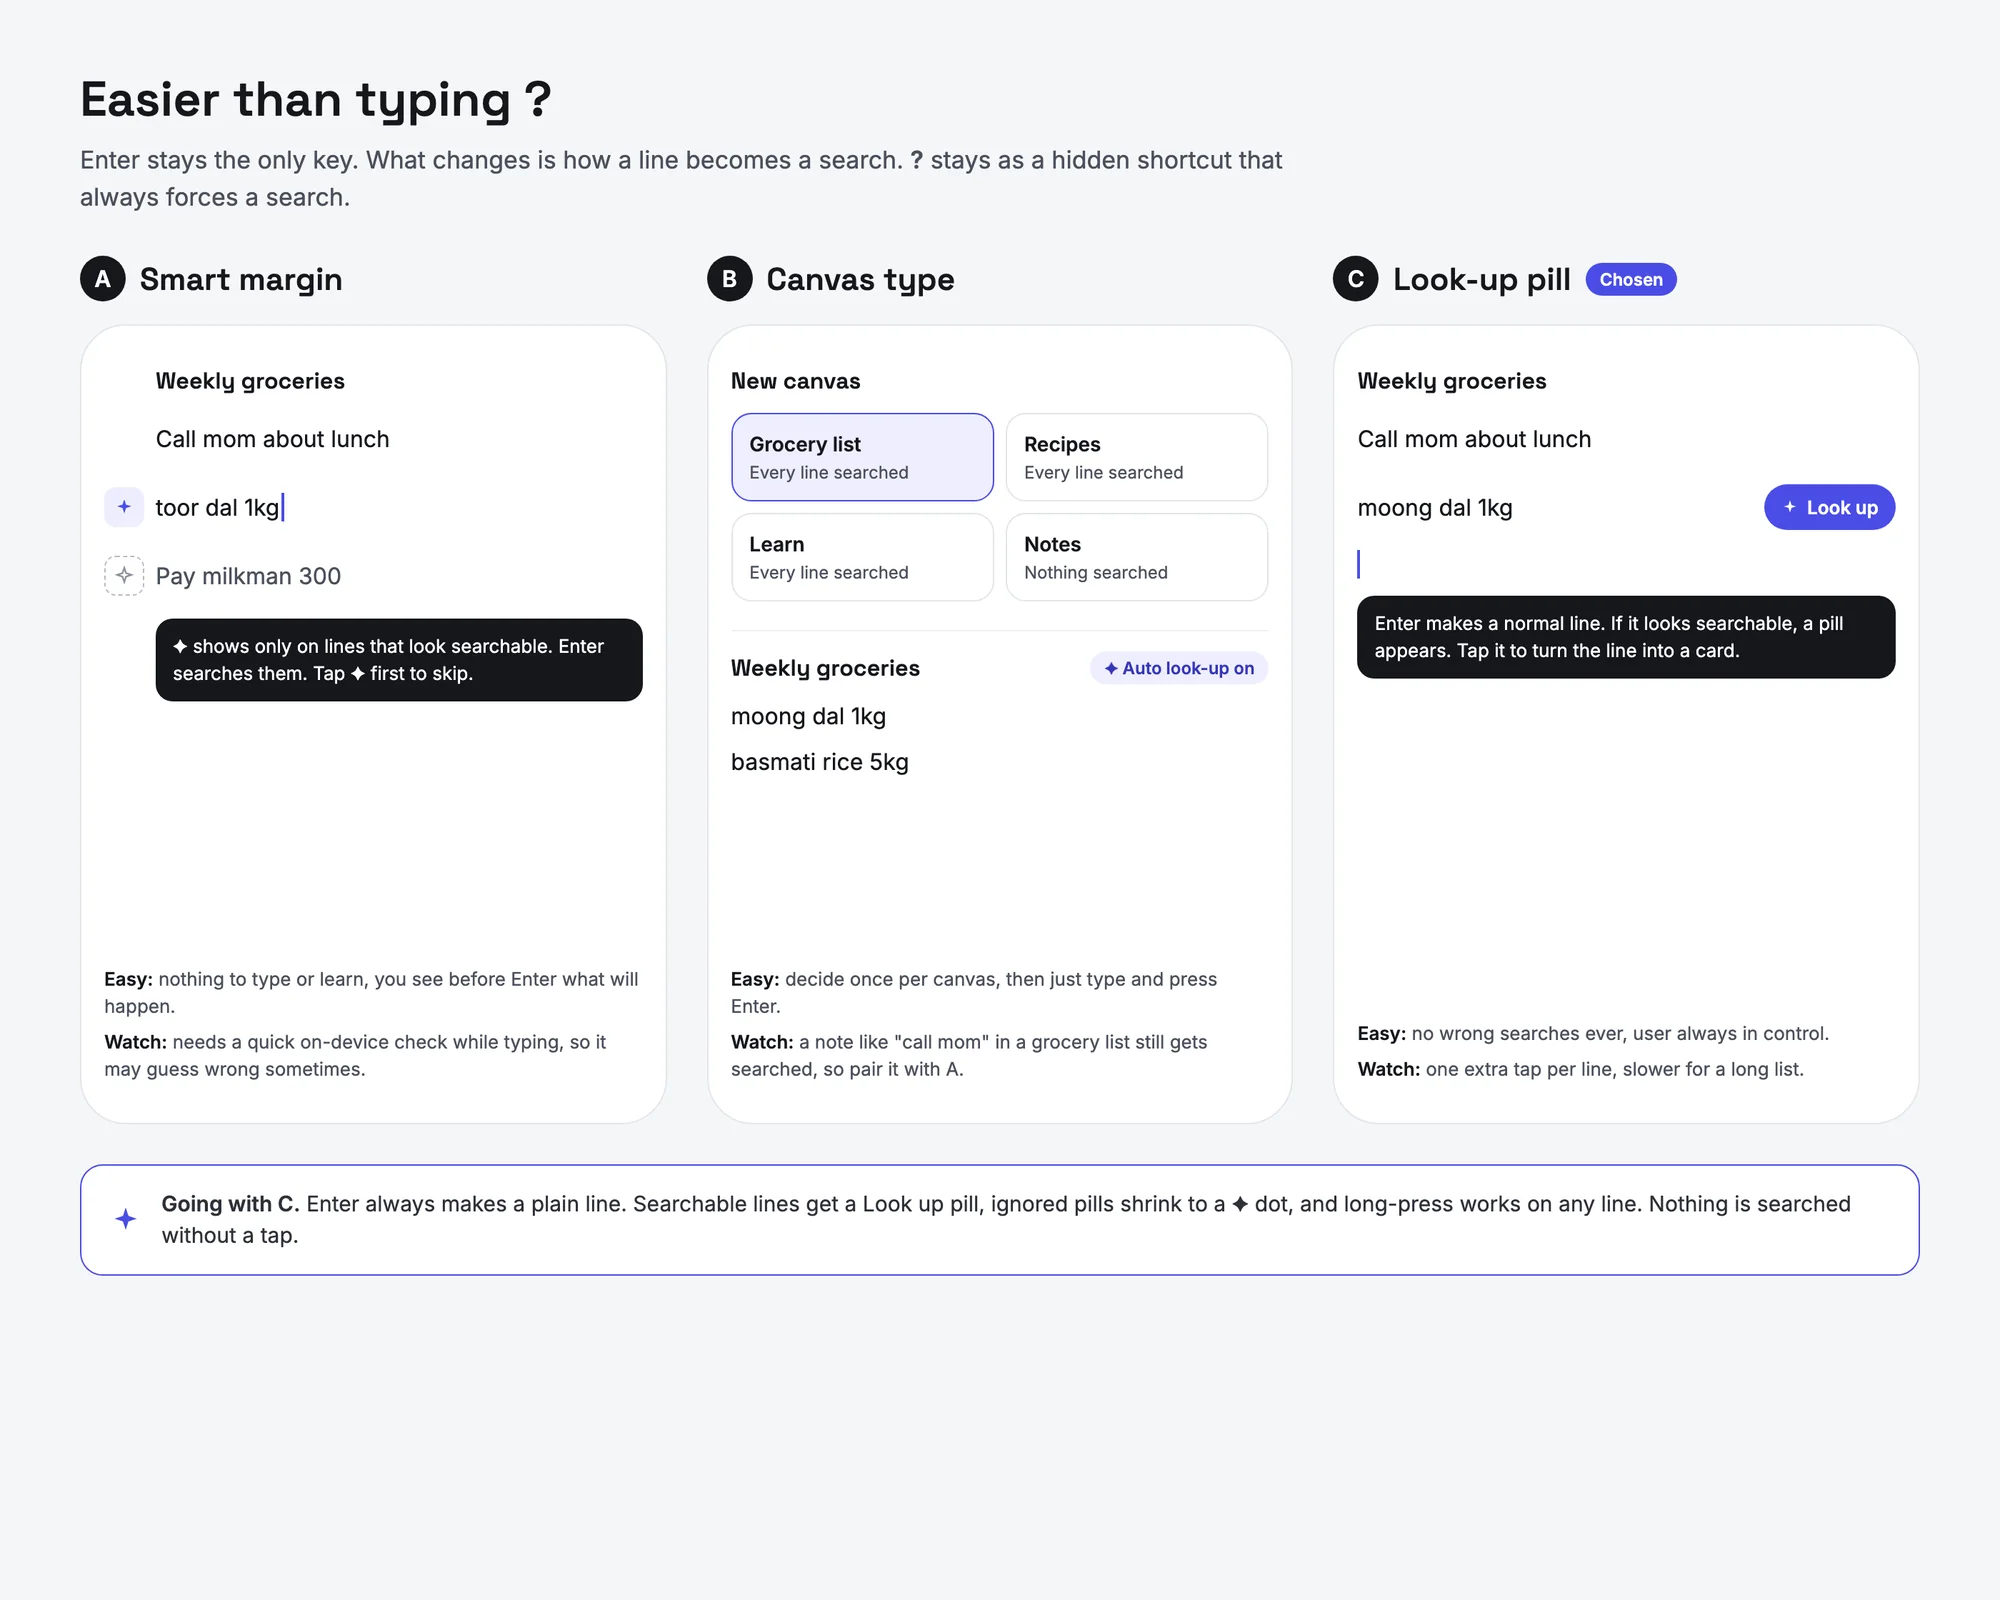 Easier than typing ?
Enter stays the only key. What changes is how a line becomes a search. ? stays as a hidden shortcut that
always forces a search.
A Smart margin
Weekly groceries
Call mom about lunch
✦ toor dal 1kg
✧ Pay milkman 300
✦ shows only on lines that look searchable. Enter
searches them. Tap ✦ first to skip.
Easy: nothing to type or learn, you see before Enter what will
happen.
Watch: needs a quick on-device check while typing, so it
may guess wrong sometimes.
B Canvas type
New canvas
Grocery list
Every line searched
Recipes
Every line searched
Learn
Every line searched
Notes
Nothing searched
Weekly groceries
✦ Auto look-up on
moong dal 1kg
basmati rice 5kg
Easy: decide once per canvas, then just type and press
Enter.
Watch: a note like "call mom" in a grocery list still gets
searched, so pair it with A.
C Look-up pill Chosen
Weekly groceries
Call mom about lunch
moong dal 1kg
✦ Look up
Enter makes a normal line. If it looks searchable, a pill
appears. Tap it to turn the line into a card.
Easy: no wrong searches ever, user always in control.
Watch: one extra tap per line, slower for a long list.
✦ Going with C. Enter always makes a plain line. Searchable lines get a Look up pill, ignored pills shrink to a ✦ dot, and long-press works on any line. Nothing is searched
without a tap.